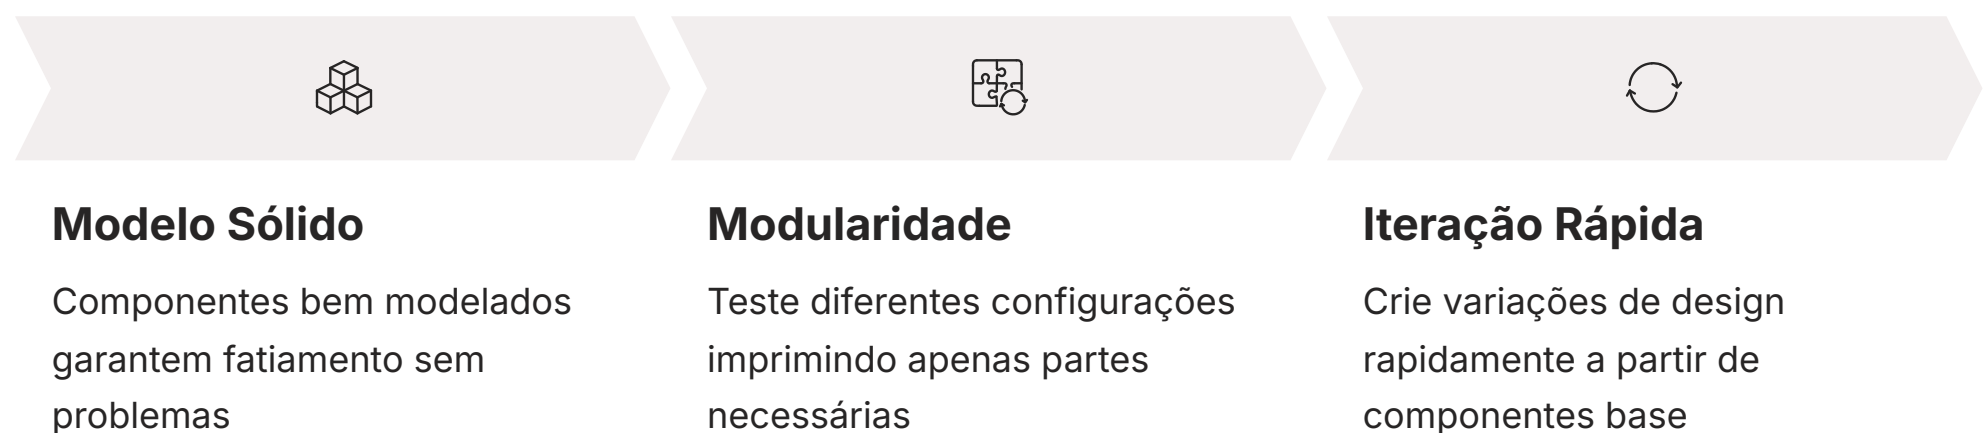 Modelo Sólido
Componentes bem modelados
garantem fatiamento sem
problemas
Modularidade
Teste diferentes configurações
imprimindo apenas partes
necessárias
Iteração Rápida
Crie variações de design
rapidamente a partir de
componentes base